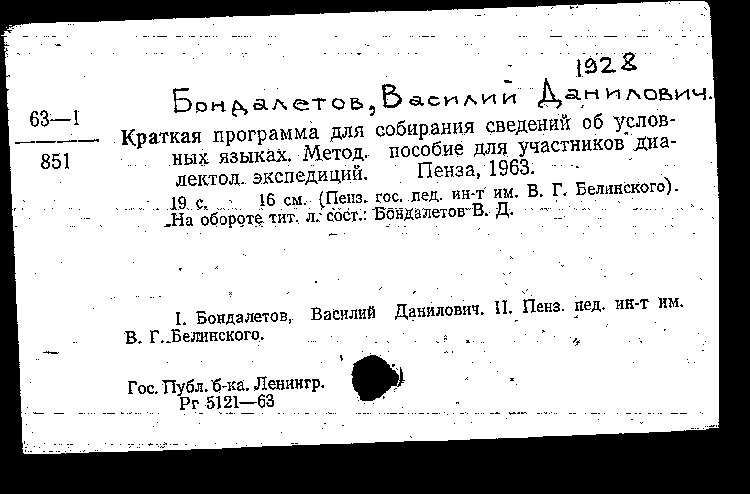 1928
Бондалетов, Василий Данилович.
63—1
851
Краткая программа для собирания сведений об услов-
ных языках. Метод. пособие для участников диа-
лектол. экспедиций. Пенза, 1963.
19 с. 16 см. (Пенз. гос. пед. ин-т им. В. Г. Белинского).
На обороте тит. л. сост.: Бондалетов В. Д.
I. Бондалетов, Василий Данилович. II. Пенз. пед. ин-т им.
В. Г. Белинского.
Гос. Публ. б-ка. Ленингр.
Рг 5121—63